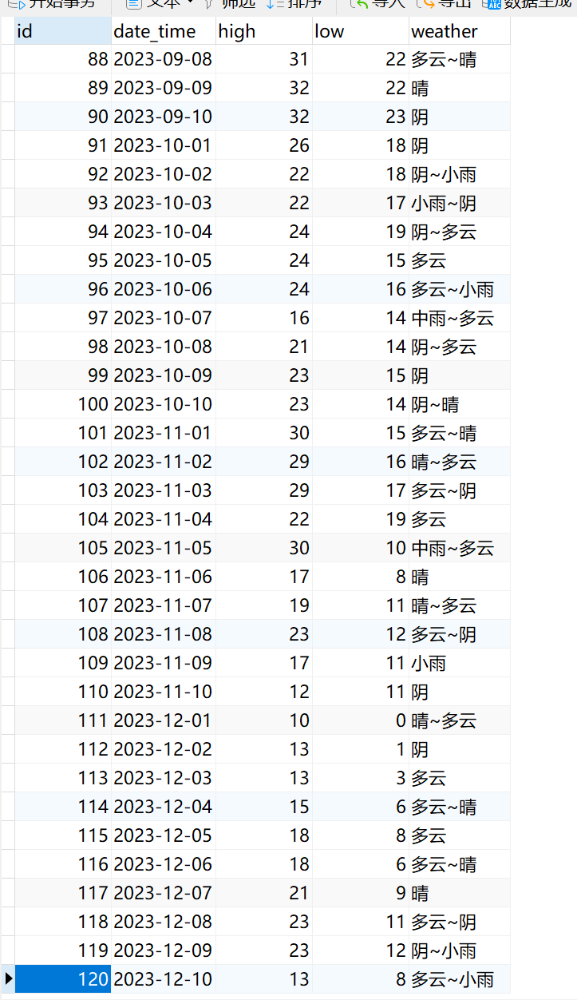 开始事务 文本 筛选 排序 导入 导出 数据生成
id date_time high low weather
88 2023-09-08 31 22 多云~晴
89 2023-09-09 32 22 晴
90 2023-09-10 32 23 阴
91 2023-10-01 26 18 阴
92 2023-10-02 22 18 阴~小雨
93 2023-10-03 22 17 小雨~阴
94 2023-10-04 24 19 阴~多云
95 2023-10-05 24 15 多云
96 2023-10-06 24 16 多云~小雨
97 2023-10-07 16 14 中雨~多云
98 2023-10-08 21 14 阴~多云
99 2023-10-09 23 15 阴
100 2023-10-10 23 14 阴~晴
101 2023-11-01 30 15 多云~晴
102 2023-11-02 29 16 晴~多云
103 2023-11-03 29 17 多云~阴
104 2023-11-04 22 19 多云
105 2023-11-05 30 10 中雨~多云
106 2023-11-06 17 8 晴
107 2023-11-07 19 11 晴~多云
108 2023-11-08 23 12 多云~阴
109 2023-11-09 17 11 小雨
110 2023-11-10 12 11 阴
111 2023-12-01 10 0 晴~多云
112 2023-12-02 13 1 阴
113 2023-12-03 13 3 多云
114 2023-12-04 15 6 多云~晴
115 2023-12-05 18 8 多云
116 2023-12-06 18 6 多云~晴
117 2023-12-07 21 9 晴
118 2023-12-08 23 11 多云~阴
119 2023-12-09 23 12 阴~小雨
120 2023-12-10 13 8 多云~小雨